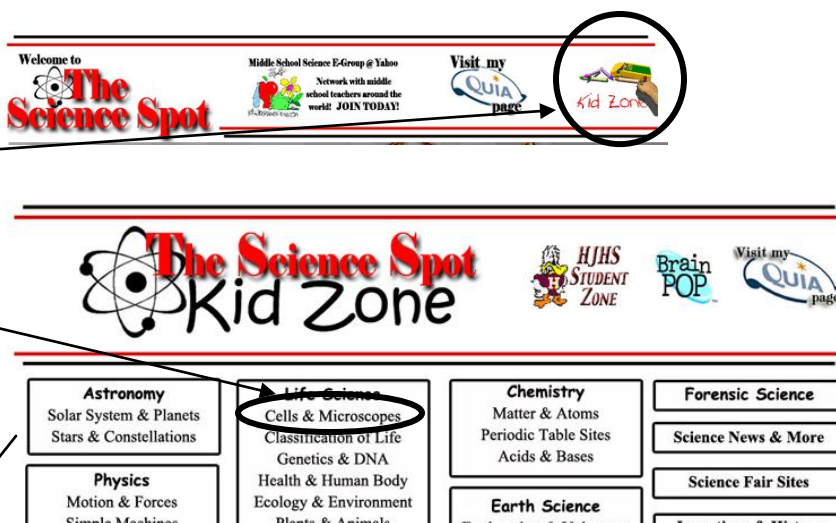 Welcome to
The
Science Spot
Middle School Science E-Group @ Yahoo
Network with middle
school teachers around the
world! JOIN TODAY!
Visit my
QUIA
page
Kid Zone
The Science Spot
Kid Zone
HJHS
STUDENT
ZONE
Brain
POP
Visit my
QUIA
page
Astronomy
Solar System & Planets
Stars & Constellations
Physics
Motion & Forces
Simple Machines
Life Science
Cells & Microscopes
Classification of Life
Genetics & DNA
Health & Human Body
Ecology & Environment
Plants & Animals
Chemistry
Matter & Atoms
Periodic Table Sites
Acids & Bases
Earth Science
Forensic Science
Science News & More
Science Fair Sites